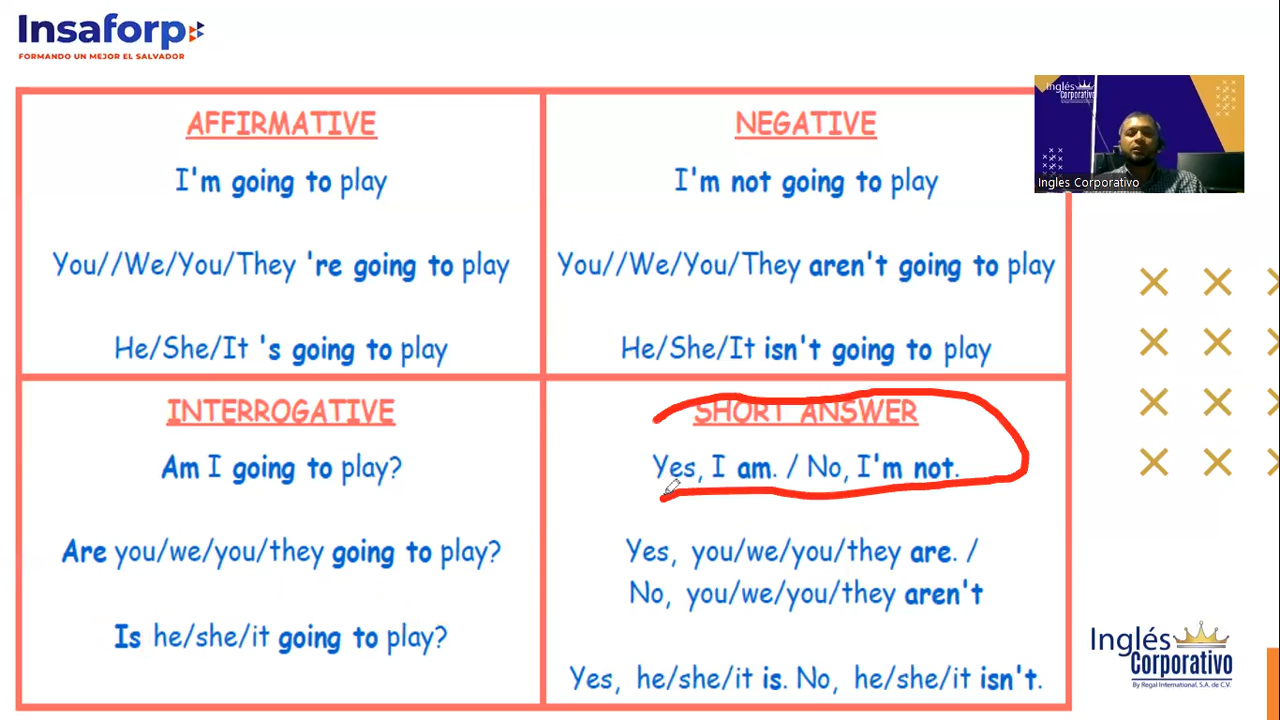 Insaforp
FORMANDO UN MEJOR EL SALVADOR
Inglés
Corporativo
Ingles Corporativo
AFFIRMATIVE
I'm going to play
You//We/You/They 're going to play
He/She/It 's going to play
NEGATIVE
I'm not going to play
You//We/You/They aren't going to play
He/She/It isn't going to play
INTERROGATIVE
Am I going to play?
Are you/we/you/they going to play?
Is he/she/it going to play?
SHORT ANSWER
Yes, I am. / No, I'm not.
Yes, you/we/you/they are. /
No, you/we/you/they aren't
Yes, he/she/it is. No, he/she/it isn't.
Inglés
Corporativo
By Regal International, S.A. de C.V.